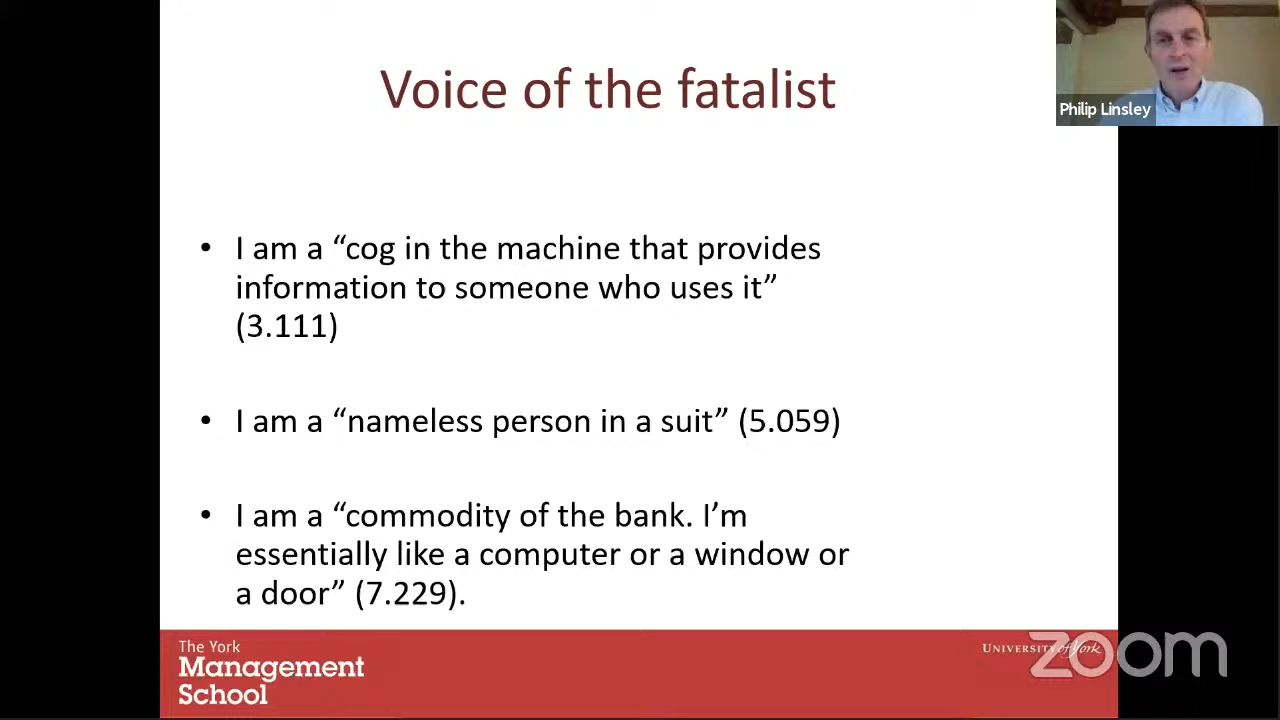 Voice of the fatalist
Philip Linsley
• I am a “cog in the machine that provides
information to someone who uses it”
(3.111)
• I am a “nameless person in a suit” (5.059)
• I am a “commodity of the bank. I’m
essentially like a computer or a window or
a door” (7.229).
The York
Management
School
UNIVERSITY of York
zoom